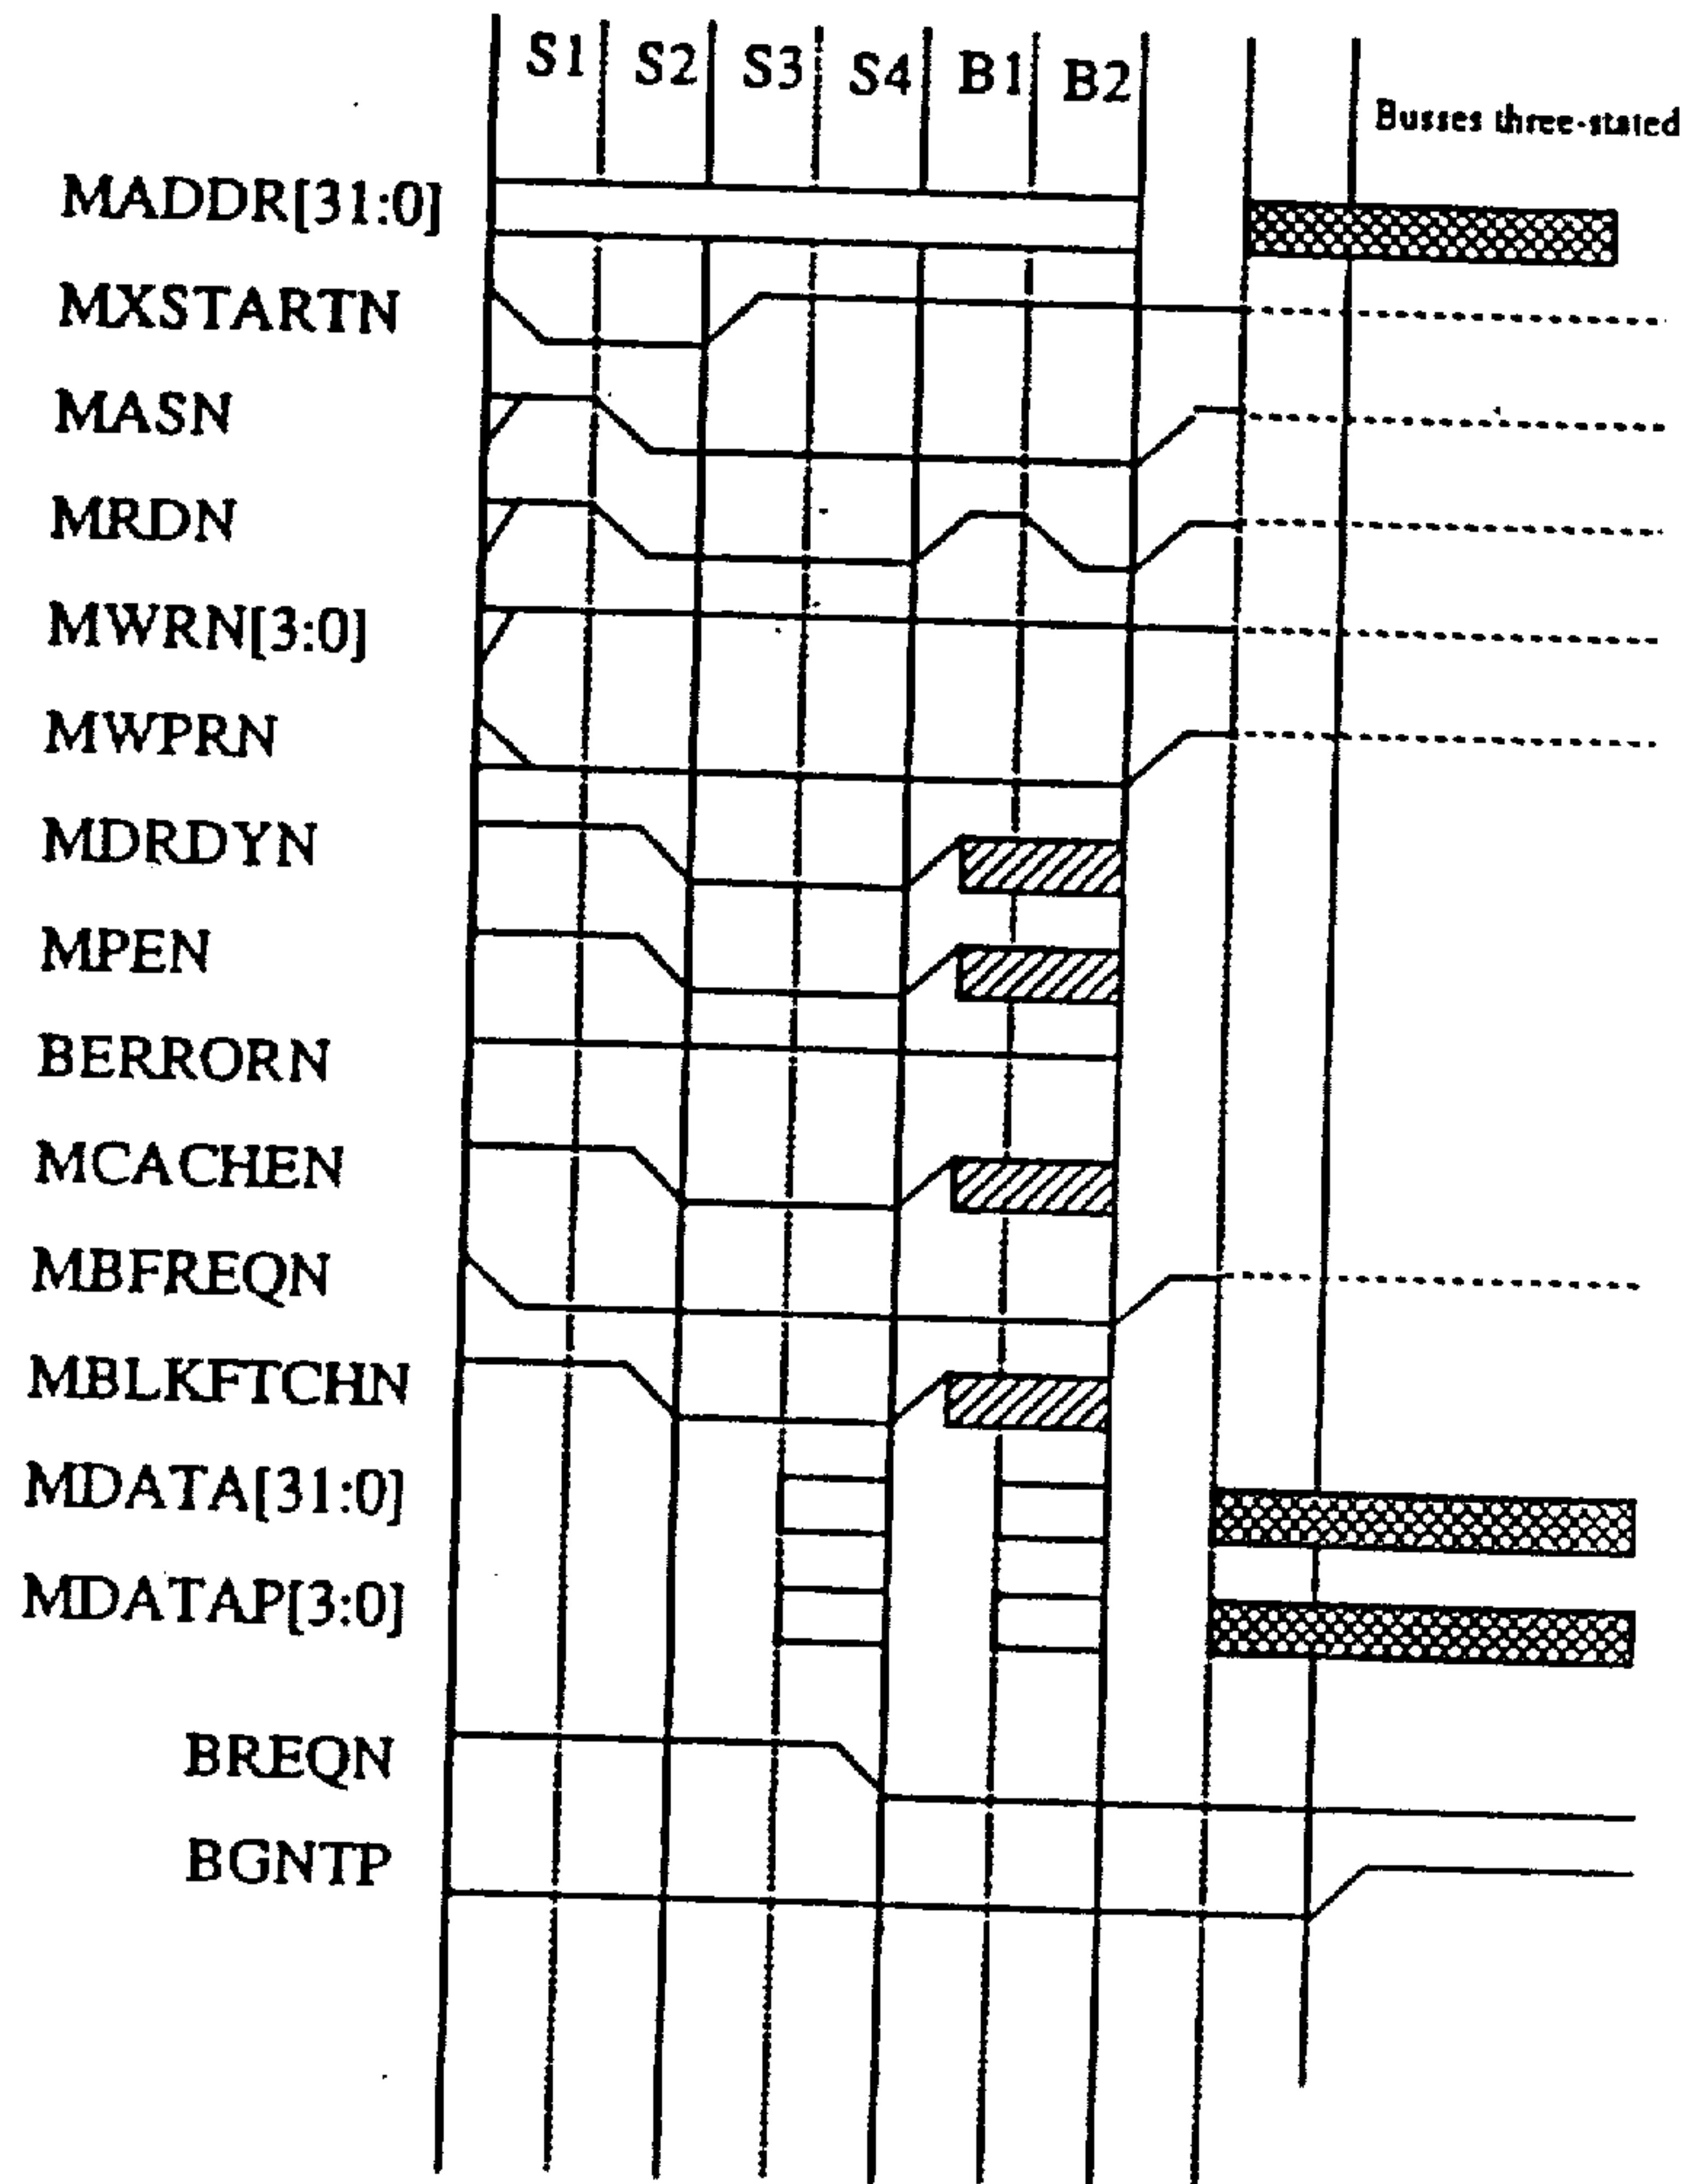 S1 S2 S3 S4 B1 B2
Busses three-stated
MADDR[31:0]
MXSTARTN
MASN
MRDN
MWRN[3:0]
MWPRN
MDRDYN
MPEN
BERRORN
MCACHEN
MBFREQN
MBLKFTCHN
MDATA[31:0]
MDATAP[3:0]
BREQN
BGNTP